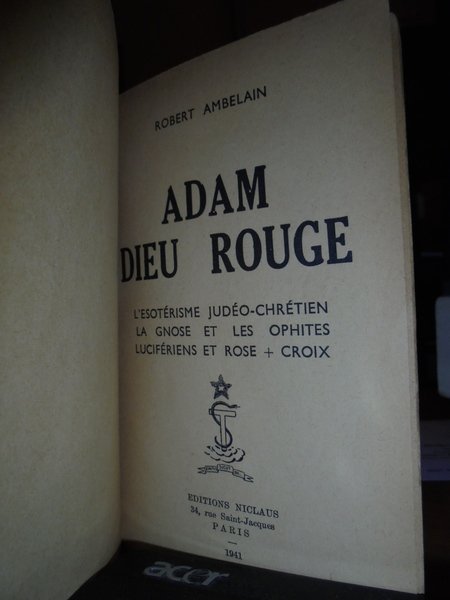 ROBERT AMBELAIN
ADAM
DIEU ROUGE
L'ESOTÉRISME JUDÉO-CHRÉTIEN
LA GNOSE ET LES OPHITES
LUCIFÉRIENS ET ROSE + CROIX
EDITIONS NICLAUS
34, rue Saint-Jacques
PARIS
—
1941
acer